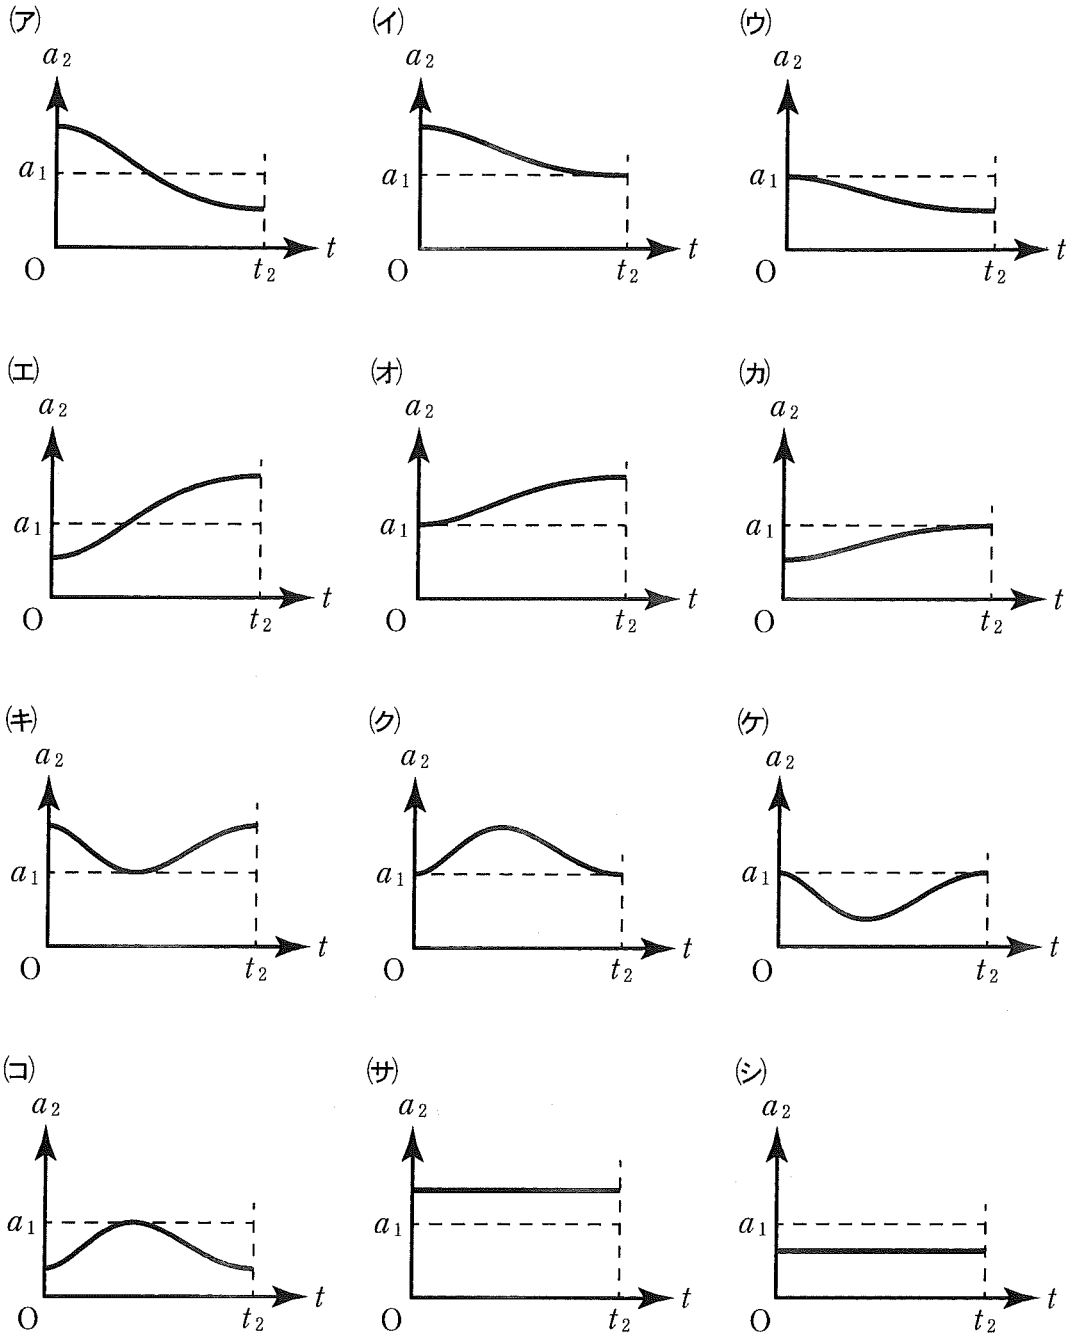 (ア) (イ) (ウ)
a2 a2 a2
a1 a1 a1
O t2 t O t2 t O t2 t
(エ) (オ) (カ)
a2 a2 a2
a1 a1 a1
O t2 t O t2 t O t2 t
(キ) (ク) (ケ)
a2 a2 a2
a1 a1 a1
O t2 t O t2 t O t2 t
(コ) (サ) (シ)
a2 a2 a2
a1 a1 a1
O t2 t O t2 t O t2 t